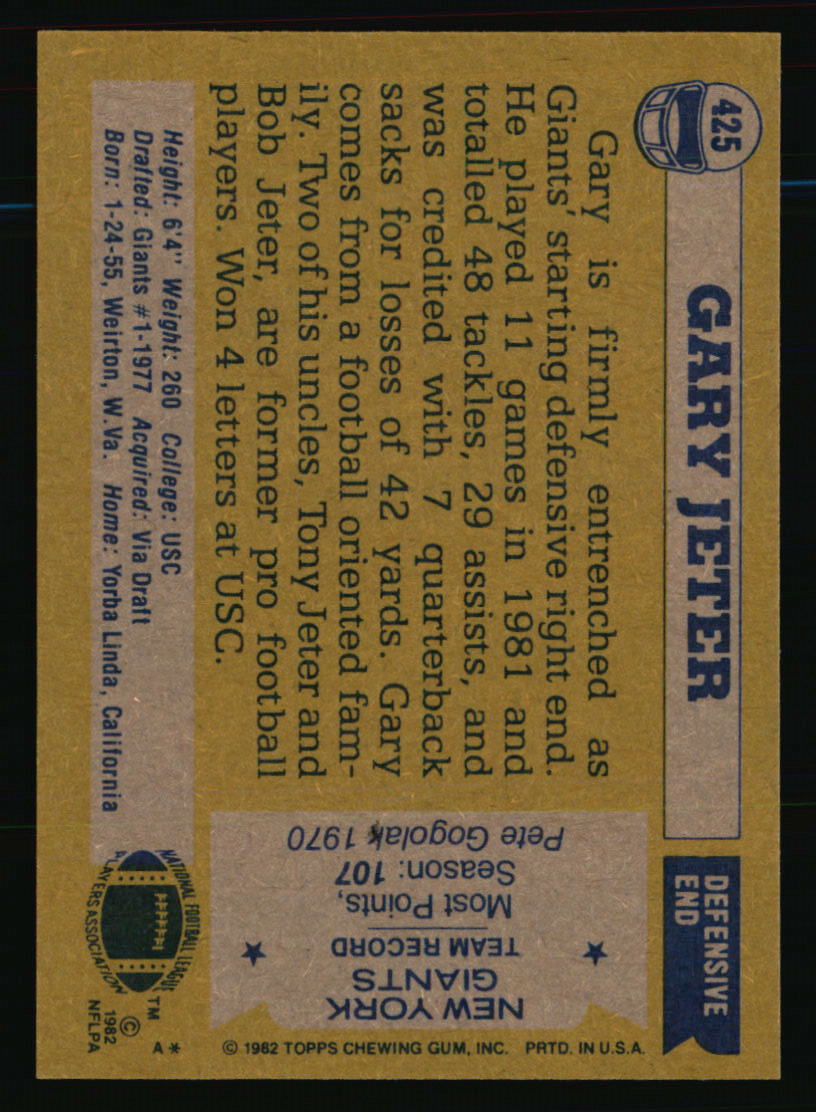 425
GARY JETER
DEFENSIVE
END
Gary is firmly entrenched as
Giants' starting defensive right end.
He played 11 games in 1981 and
totalled 48 tackles, 29 assists, and
was credited with 7 quarterback
sacks for losses of 42 yards. Gary
comes from a football oriented fam-
ily. Two of his uncles, Tony Jeter and
Bob Jeter, are former pro football
players. Won 4 letters at USC.
Height: 6'4" Weight: 260 College: USC
Drafted: Giants #1-1977 Acquired: Via Draft
Born: 1-24-55, Weirton, W.Va. Home: Yorba Linda, California
NEW YORK
GIANTS
TEAM RECORD
Most Points,
Season: 107
Pete Gogolak 1970
NATIONAL FOOTBALL LEAGUE
PLAYERS ASSOCIATION
TM
© 1982
NFLPA
A*
© 1982 TOPPS CHEWING GUM, INC. PRTD. IN U.S.A.